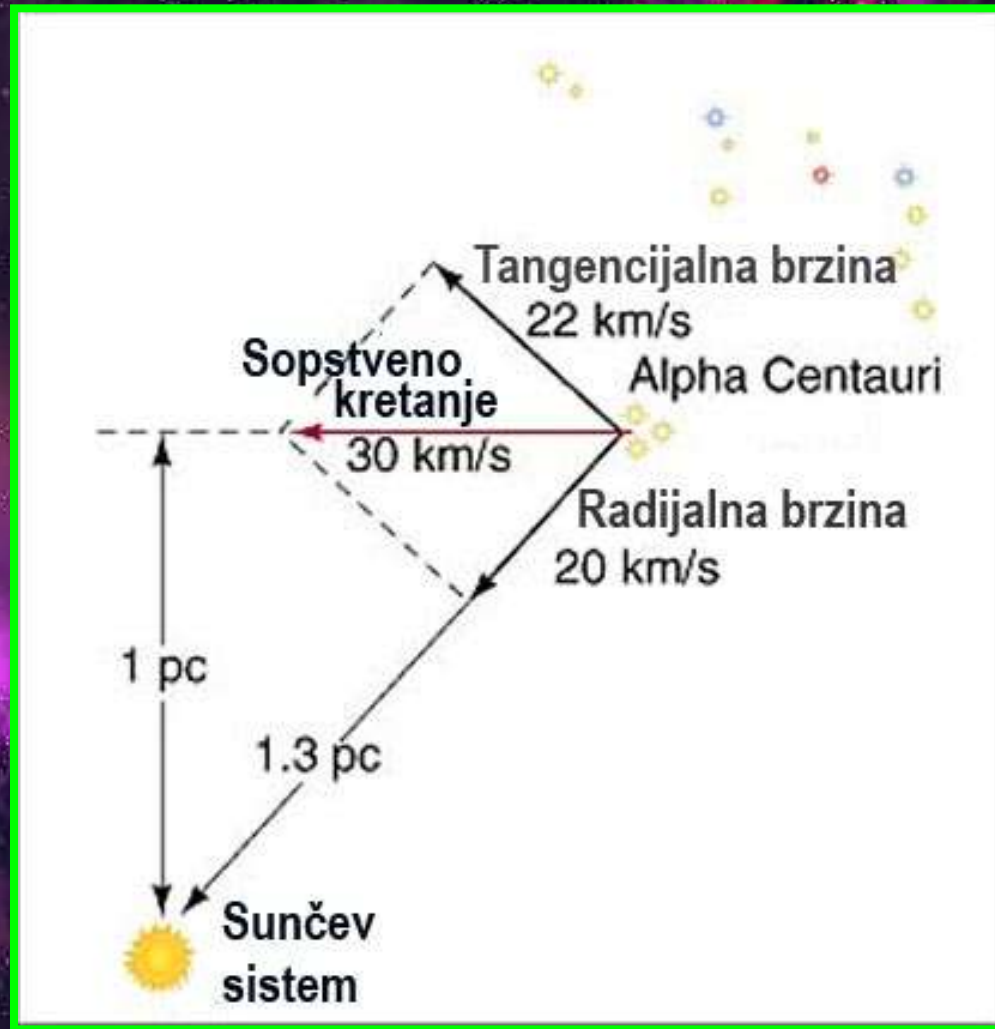 Tangencijalna brzina
22 km/s
Sopstveno
kretanje
Alpha Centauri
30 km/s
Radijalna brzina
20 km/s
1 pc
1.3 pc
Sunčev
sistem